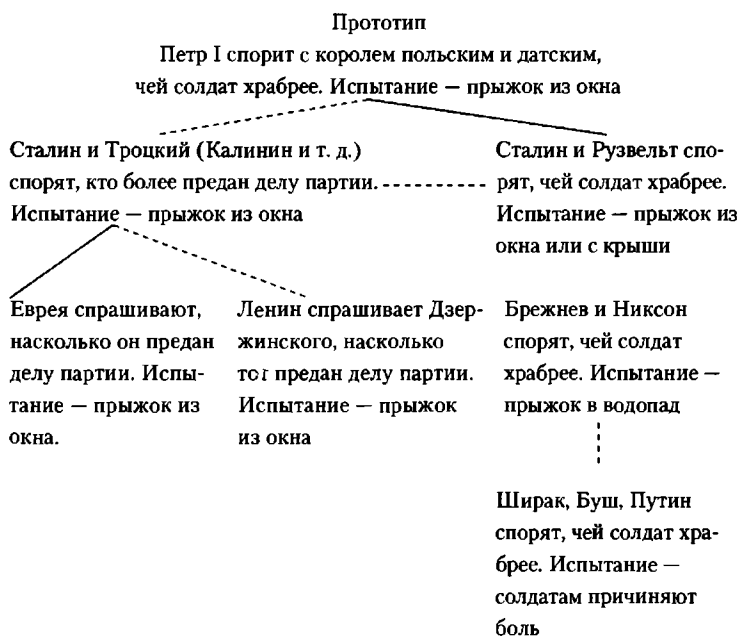 Прототип
Петр I спорит с королем польским и датским,
чей солдат храбрее. Испытание — прыжок из окна
Сталин и Троцкий (Калинин и т. д.)
спорят, кто более предан делу партии.
Испытание — прыжок из окна
Сталин и Рузвельт спо-
рят, чей солдат храбрее.
Испытание — прыжок из
окна или с крыши
Еврея спрашивают,
насколько он предан
делу партии. Испы-
тание — прыжок из
окна.
Ленин спрашивает Дзер-
жинского, насколько
тот предан делу партии.
Испытание — прыжок
из окна
Брежнев и Никсон
спорят, чей солдат
храбрее. Испытание —
прыжок в водопад
Ширак, Буш, Путин
спорят, чей солдат хра-
брее. Испытание —
солдатам причиняют
боль